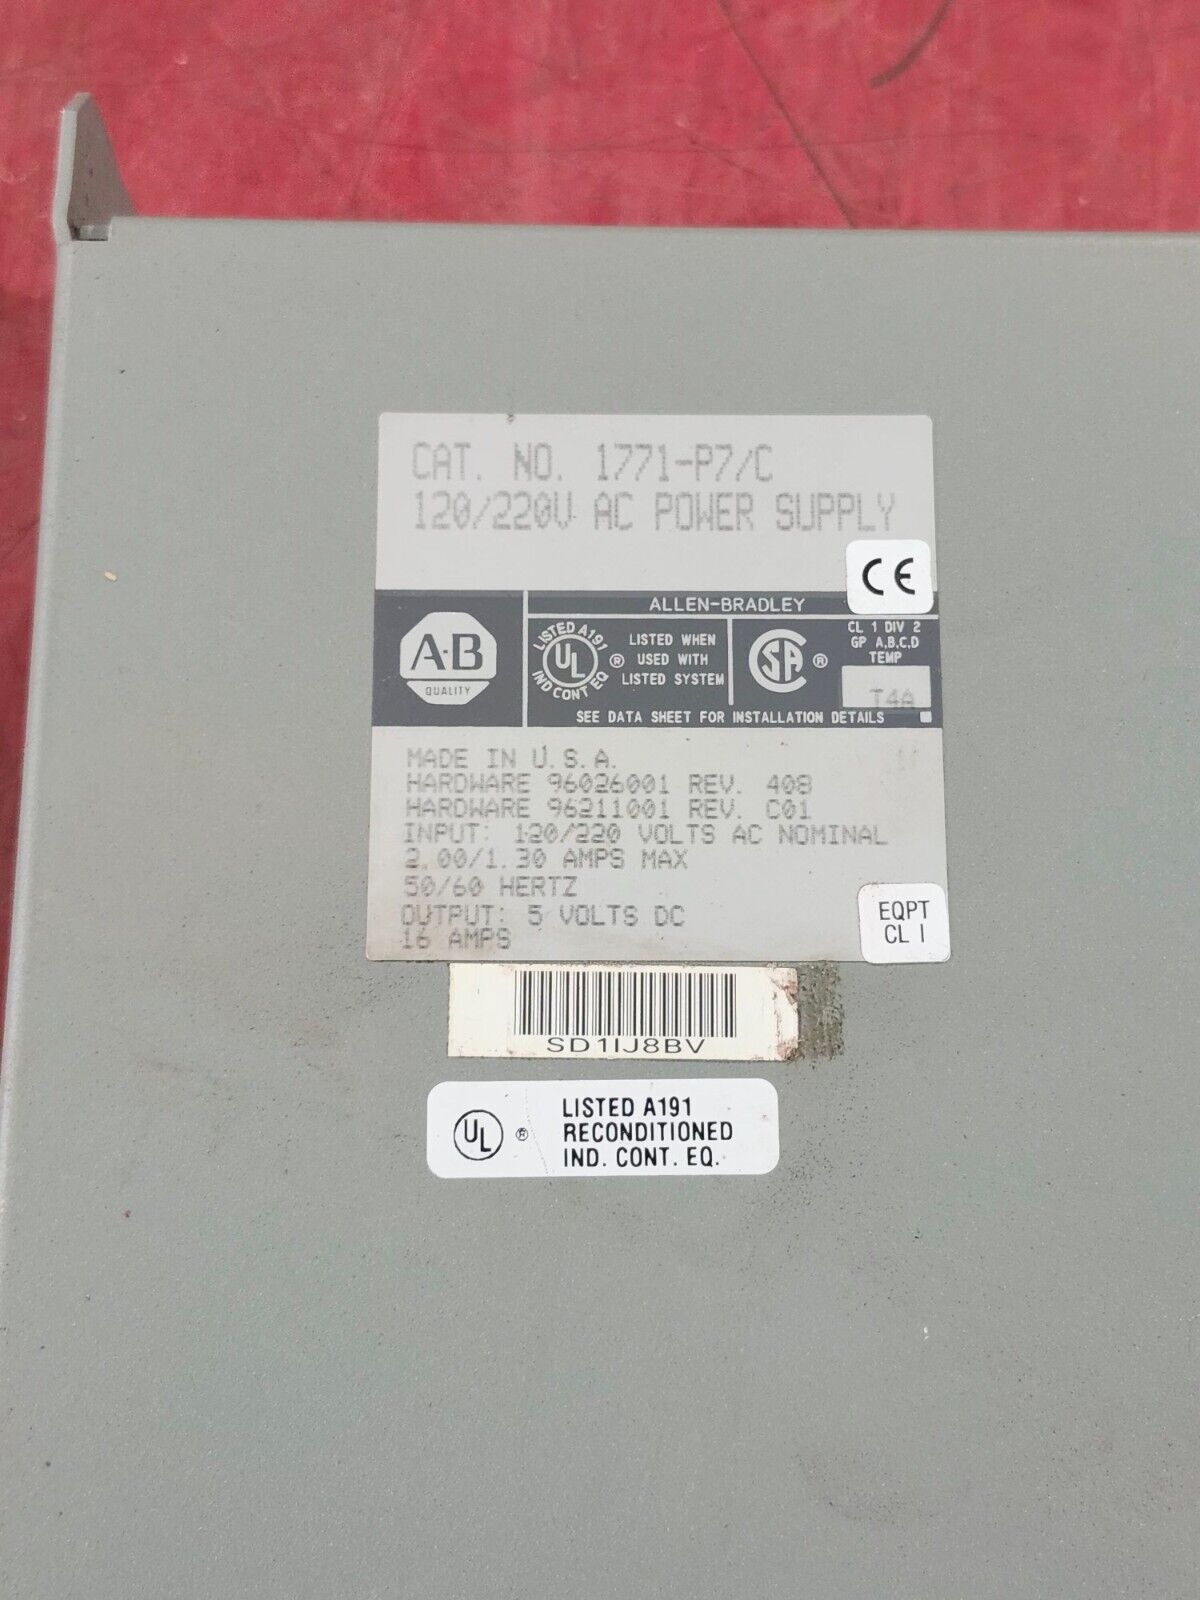 CAT. NO. 1771-P7/C
120/220V AC POWER SUPPLY
CE
ALLEN-BRADLEY
A-B
QUALITY
LISTED A191
UL ®
IND CONT EQ
LISTED WHEN
USED WITH
LISTED SYSTEM
SA ®
CL 1 DIV 2
GP A,B,C,D
TEMP
T4A
SEE DATA SHEET FOR INSTALLATION DETAILS
MADE IN U.S.A.
HARDWARE 96026001 REV. 408
HARDWARE 96211001 REV. C01
INPUT: 120/220 VOLTS AC NOMINAL
2.00/1.30 AMPS MAX
50/60 HERTZ
OUTPUT: 5 VOLTS DC
16 AMPS
EQPT
CL I
SD1IJ8BV
UL ®
LISTED A191
RECONDITIONED
IND. CONT. EQ.